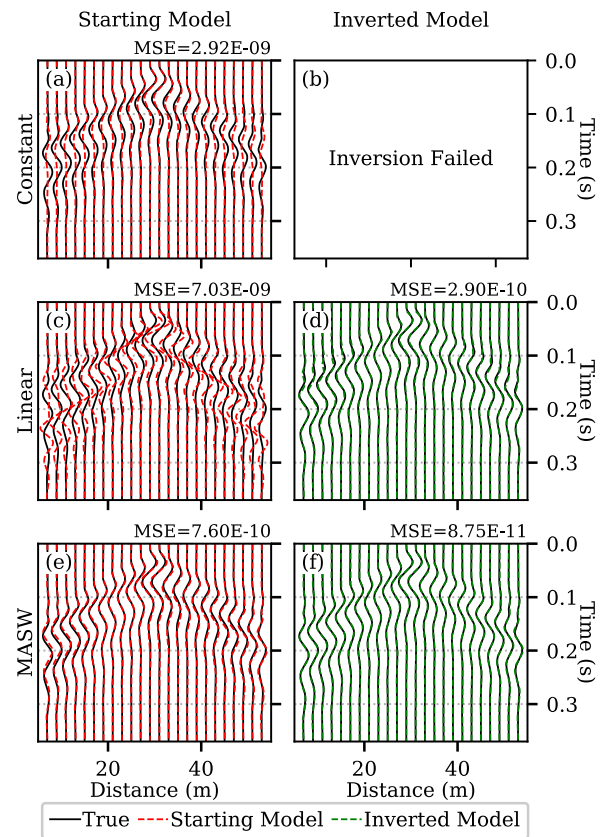 Starting Model
Inverted Model
MSE=2.92E-09
(a)
(b)
Inversion Failed
Constant
0.0
0.1
0.2
0.3
Time (s)
MSE=7.03E-09
MSE=2.90E-10
(c)
(d)
Linear
0.0
0.1
0.2
0.3
Time (s)
MSE=7.60E-10
MSE=8.75E-11
(e)
(f)
MASW
0.0
0.1
0.2
0.3
Time (s)
20 40
20 40
Distance (m)
Distance (m)
True Starting Model Inverted Model